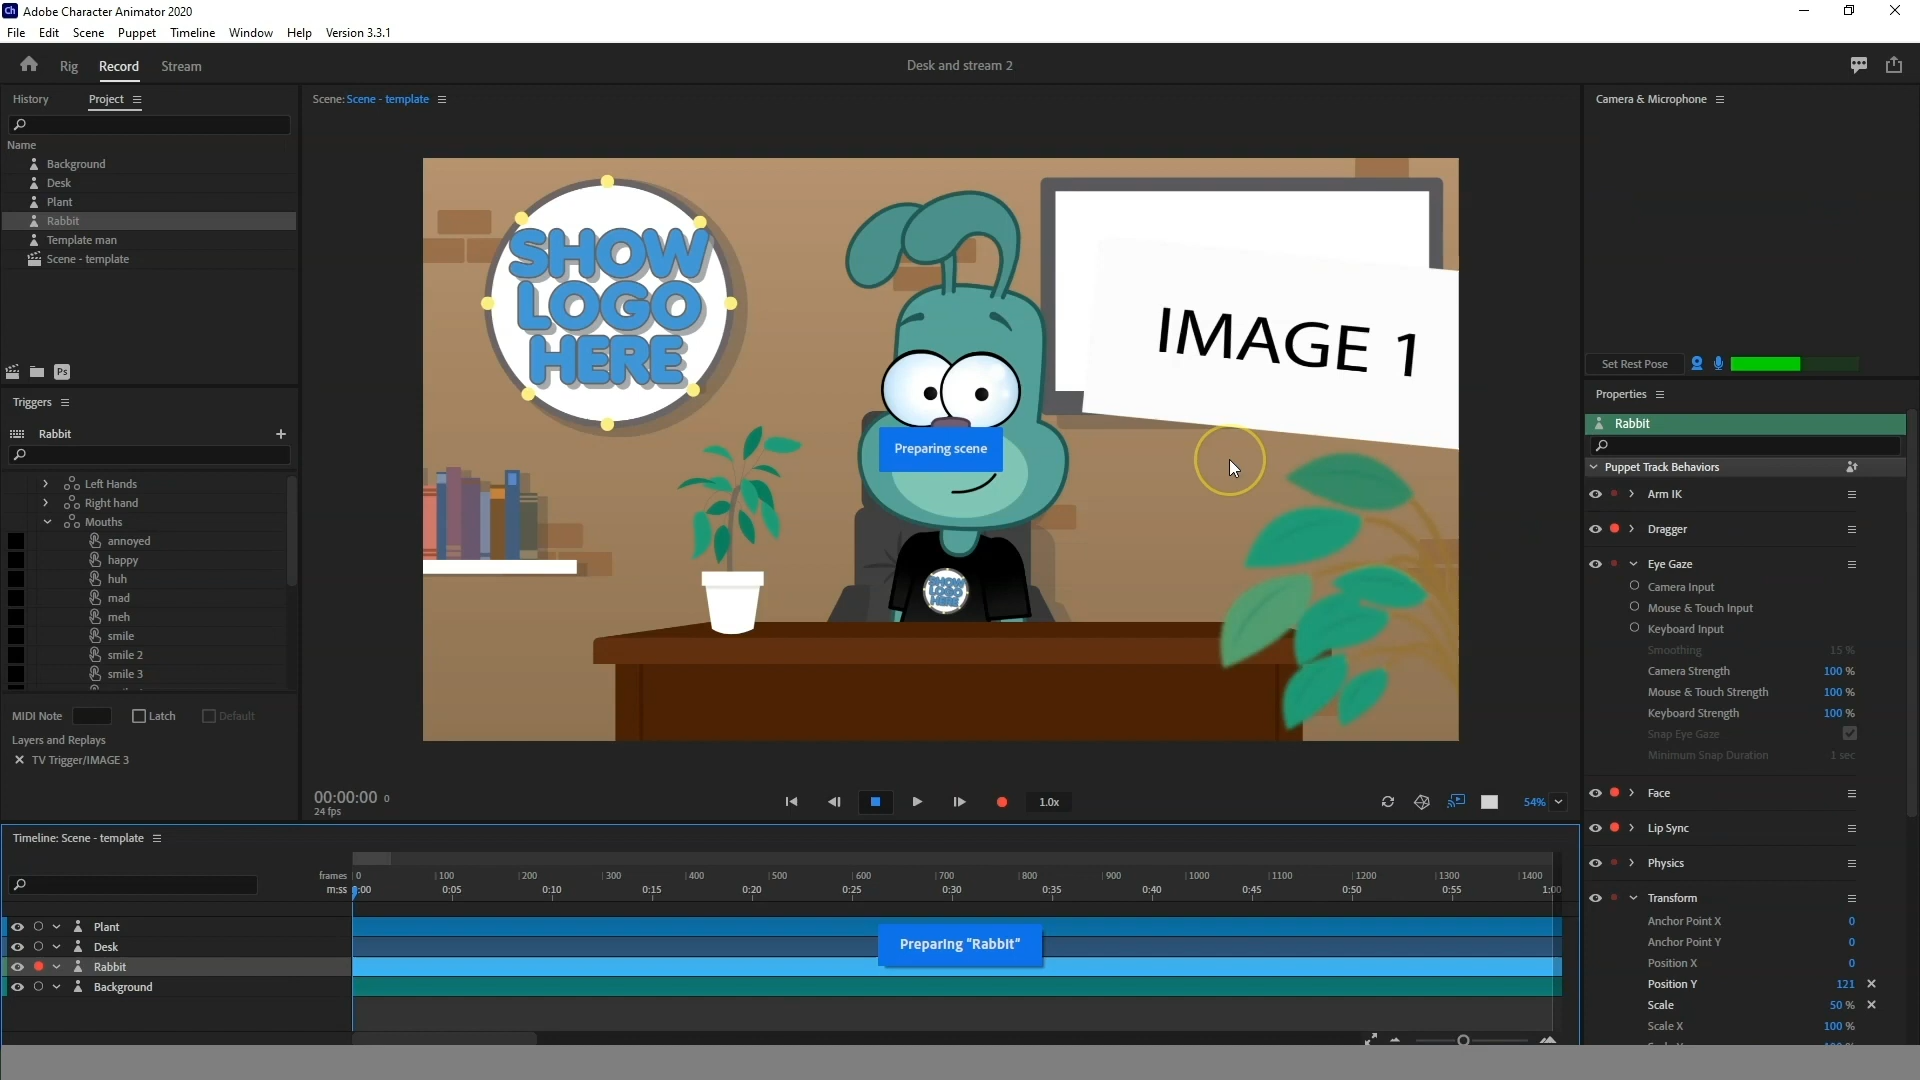 Ch Adobe Character Animator 2020
File Edit Scene Puppet Timeline Window Help Version 3.3.1
Rig Record Stream
Desk and stream 2
History Project
Name
Background
Desk
Plant
Rabbit
Template man
Scene - template
Ps
Triggers
Rabbit
Left Hands
Right hand
Mouths
annoyed
happy
huh
mad
meh
smile
smile 2
smile 3
MIDI Note Latch Default
Layers and Replays
TV Trigger/IMAGE 3
Scene: Scene - template
SHOW
LOGO
HERE
IMAGE 1
Preparing scene
SHOW
LOGO
HERE
00:00:00 0
24 fps
1.0x
54%
Camera & Microphone
Set Rest Pose
Properties
Rabbit
Puppet Track Behaviors
Arm IK
Dragger
Eye Gaze
Camera Input
Mouse & Touch Input
Keyboard Input
Smoothing 15 %
Camera Strength 100 %
Mouse & Touch Strength 100 %
Keyboard Strength 100 %
Snap Eye Gaze
Minimum Snap Duration 1 sec
Face
Lip Sync
Physics
Transform
Anchor Point X 0
Anchor Point Y 0
Position X 0
Position Y 121
Scale 50 %
Scale X 100 %
Timeline: Scene - template
frames 0 100 200 300 400 500 600 700 800 900 1000 1100 1200 1300 1400
m:ss 0:00 0:05 0:10 0:15 0:20 0:25 0:30 0:35 0:40 0:45 0:50 0:55 1:00
Plant
Desk
Rabbit
Background
Preparing "Rabbit"